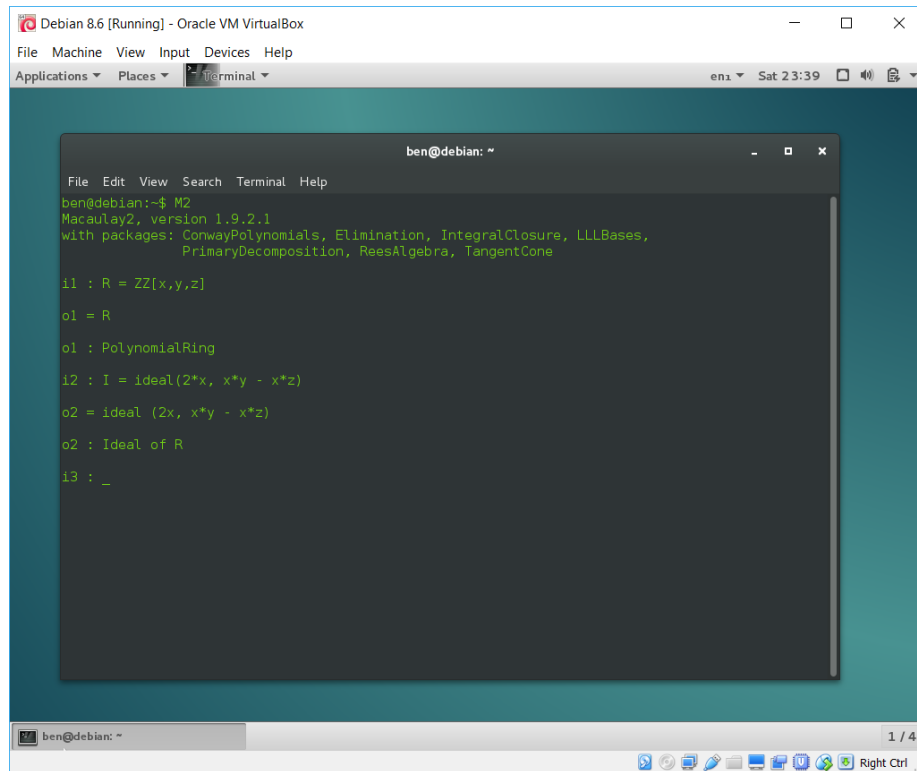 Debian 8.6 [Running] - Oracle VM VirtualBox
File Machine View Input Devices Help
Applications Places Terminal en1 Sat 23:39
ben@debian: ~
File Edit View Search Terminal Help
ben@debian:~$ M2
Macaulay2, version 1.9.2.1
with packages: ConwayPolynomials, Elimination, IntegralClosure, LLLBases,
PrimaryDecomposition, ReesAlgebra, TangentCone
i1 : R = ZZ[x,y,z]
o1 = R
o1 : PolynomialRing
i2 : I = ideal(2*x, x*y - x*z)
o2 = ideal (2x, x*y - x*z)
o2 : Ideal of R
i3 : _
ben@debian: ~ 1 / 4
Right Ctrl